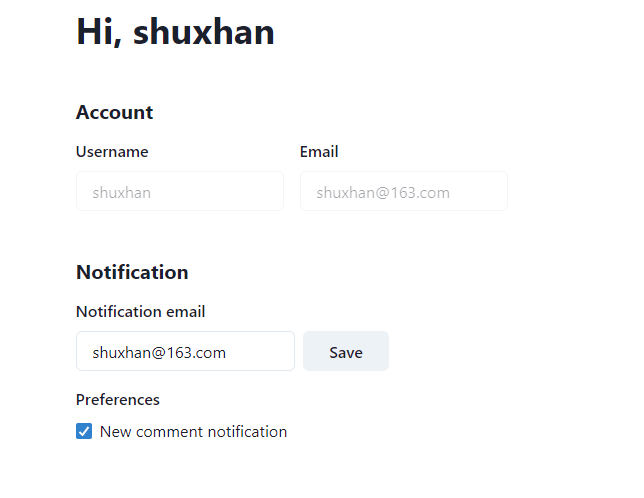 Hi, shuxhan
Account
Username Email
shuxhan shuxhan@163.com
Notification
Notification email
shuxhan@163.com Save
Preferences
New comment notification